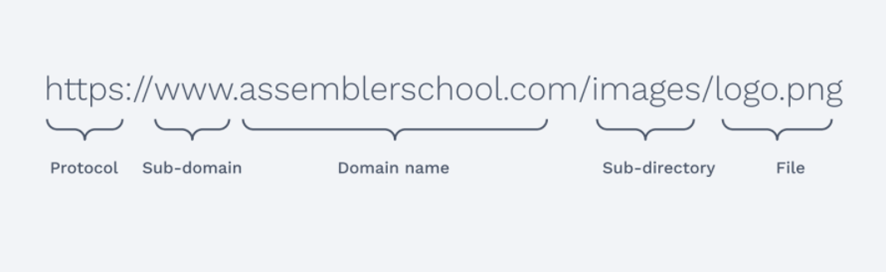 https://www.assemblerschool.com/images/logo.png
Protocol Sub-domain Domain name Sub-directory File